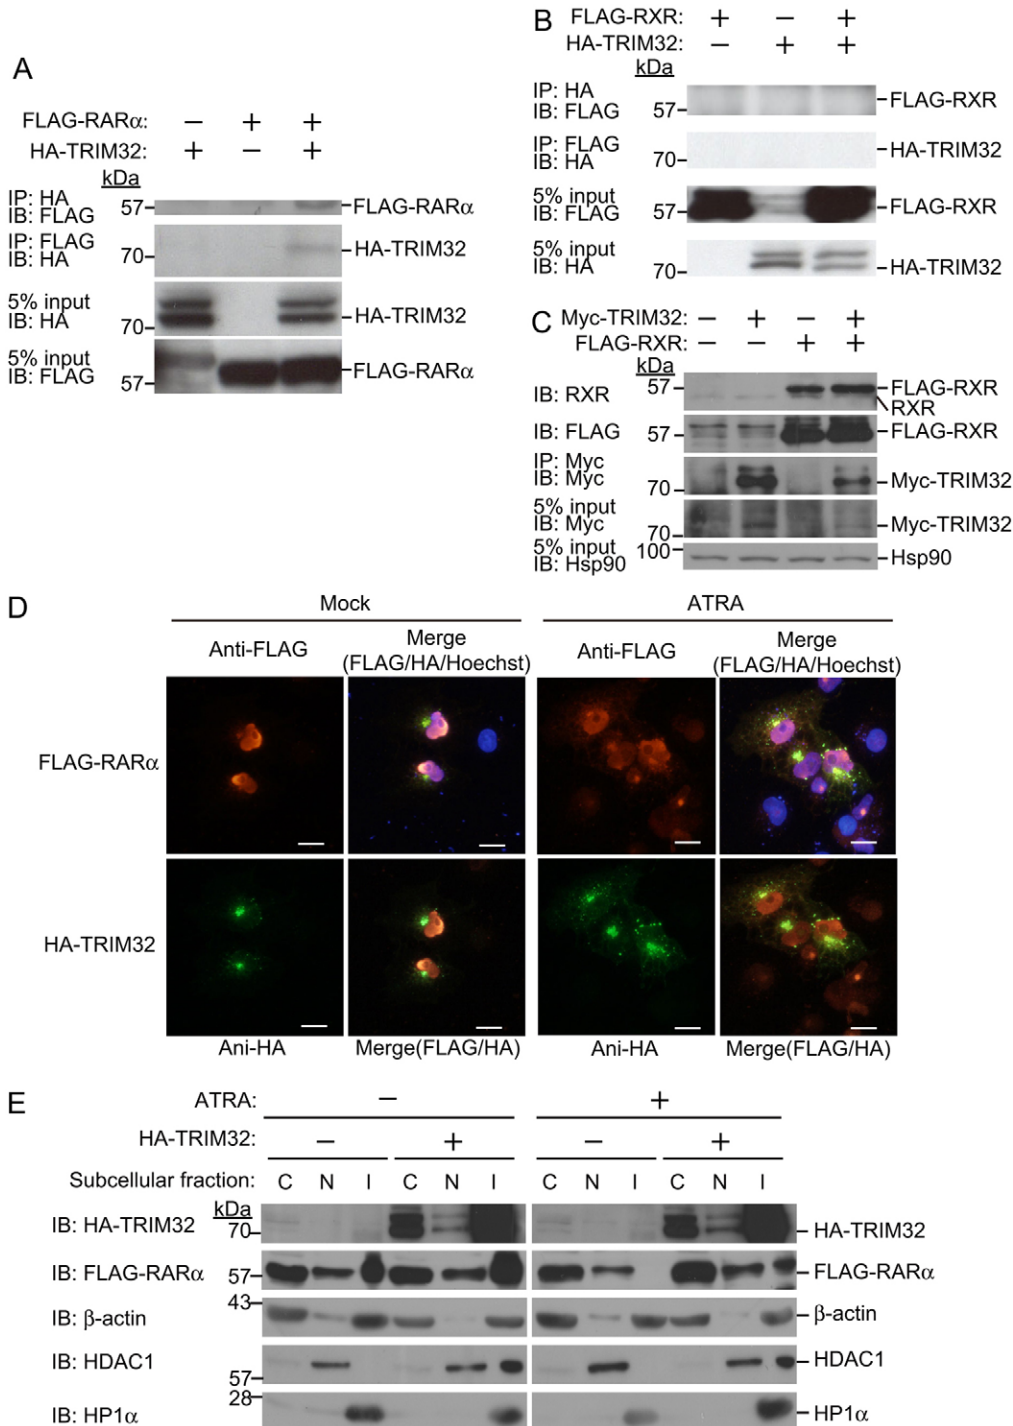 A
FLAG-RARα: − + +
HA-TRIM32: + − +
kDa
IP: HA
IB: FLAG
57
FLAG-RARα
IP: FLAG
IB: HA
70
HA-TRIM32
5% input
IB: HA
70
HA-TRIM32
5% input
IB: FLAG
57
FLAG-RARα
B
FLAG-RXR: + − +
HA-TRIM32: − + +
kDa
IP: HA
IB: FLAG
57
FLAG-RXR
IP: FLAG
IB: HA
70
HA-TRIM32
5% input
IB: FLAG
57
FLAG-RXR
5% input
IB: HA
70
HA-TRIM32
C
Myc-TRIM32: − + − +
FLAG-RXR: − − + +
kDa
IB: RXR
57
FLAG-RXR
RXR
IB: FLAG
57
FLAG-RXR
IP: Myc
IB: Myc
70
Myc-TRIM32
5% input
IB: Myc
70
Myc-TRIM32
5% input
IB: Hsp90
100
Hsp90
D
Mock
ATRA
Anti-FLAG
Merge
(FLAG/HA/Hoechst)
Anti-FLAG
Merge
(FLAG/HA/Hoechst)
FLAG-RARα
HA-TRIM32
Ani-HA
Merge(FLAG/HA)
Ani-HA
Merge(FLAG/HA)
E
ATRA: − +
HA-TRIM32: − + − +
Subcellular fraction: C N I C N I C N I C N I
kDa
IB: HA-TRIM32
70
HA-TRIM32
IB: FLAG-RARα
57
FLAG-RARα
43
IB: β-actin
β-actin
IB: HDAC1
57
HDAC1
28
IB: HP1α
HP1α